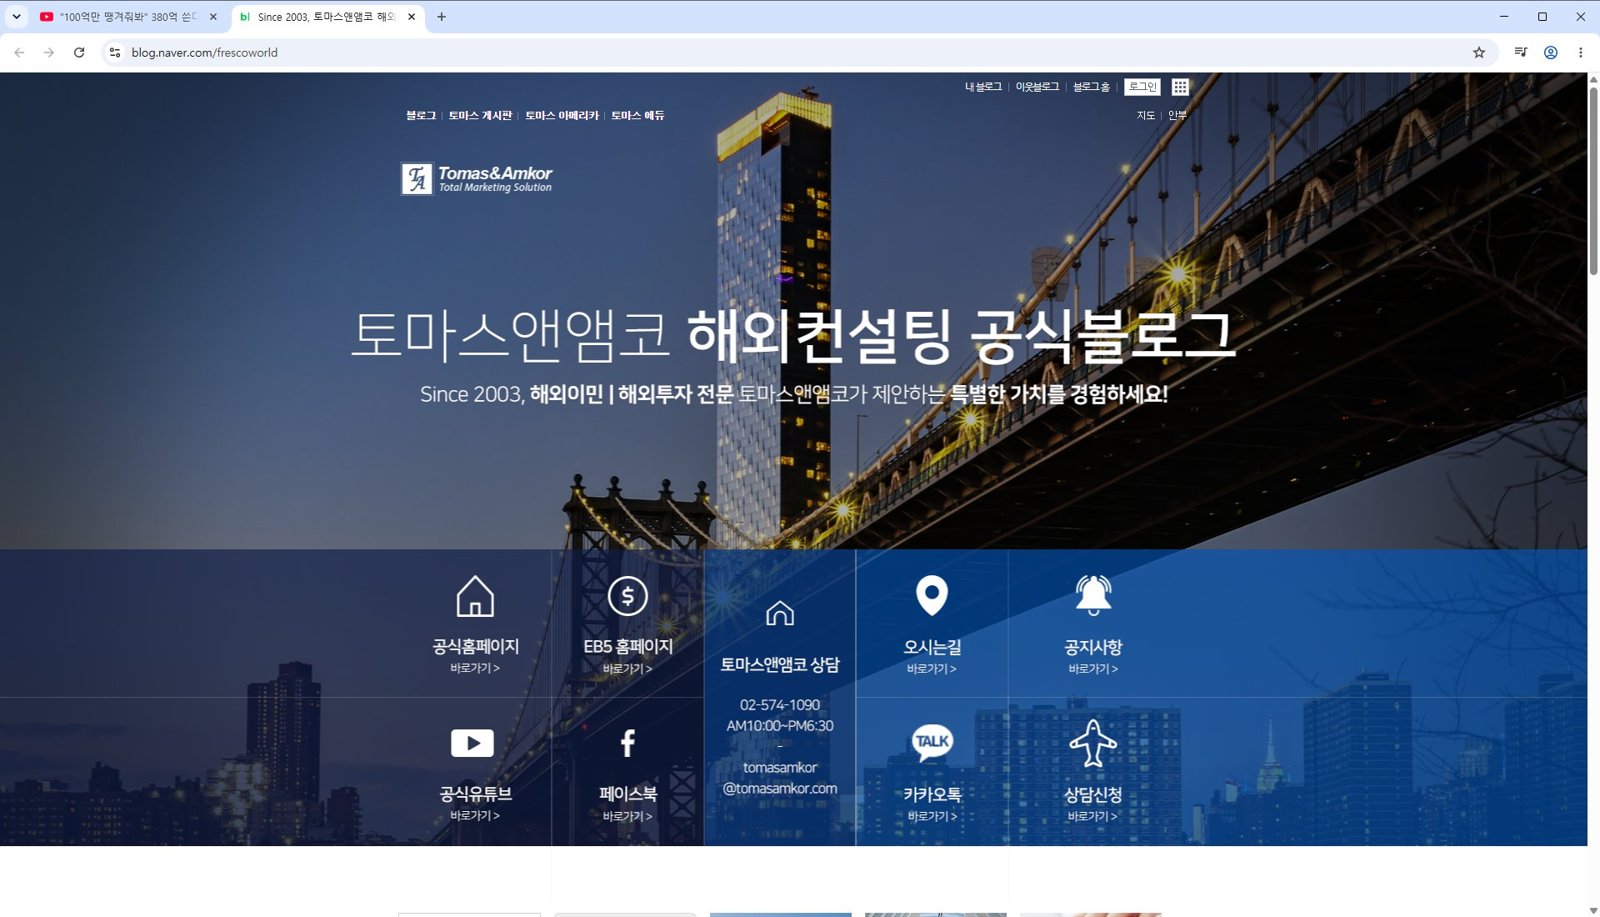 "100억만 땡겨줘봐" 380억 쓴다
Since 2003, 토마스앤앰코 해외
blog.naver.com/frescoworld
내 블로그 이웃블로그 블로그 홈 로그인
블로그 토마스 게시판 토마스 아메리카 토마스 에듀
지도 안부
TA
Tomas&Amkor
Total Marketing Solution
토마스앤앰코 해외컨설팅 공식블로그
Since 2003, 해외이민 | 해외투자 전문 토마스앤앰코가 제안하는 특별한 가치를 경험하세요!
공식홈페이지
바로가기 >
EB5 홈페이지
바로가기 >
토마스앤앰코 상담
02-574-1090
AM10:00~PM6:30
-
tomasamkor
@tomasamkor.com
오시는길
바로가기 >
공지사항
바로가기 >
공식유튜브
바로가기 >
페이스북
바로가기 >
TALK
카카오톡
바로가기 >
상담신청
바로가기 >